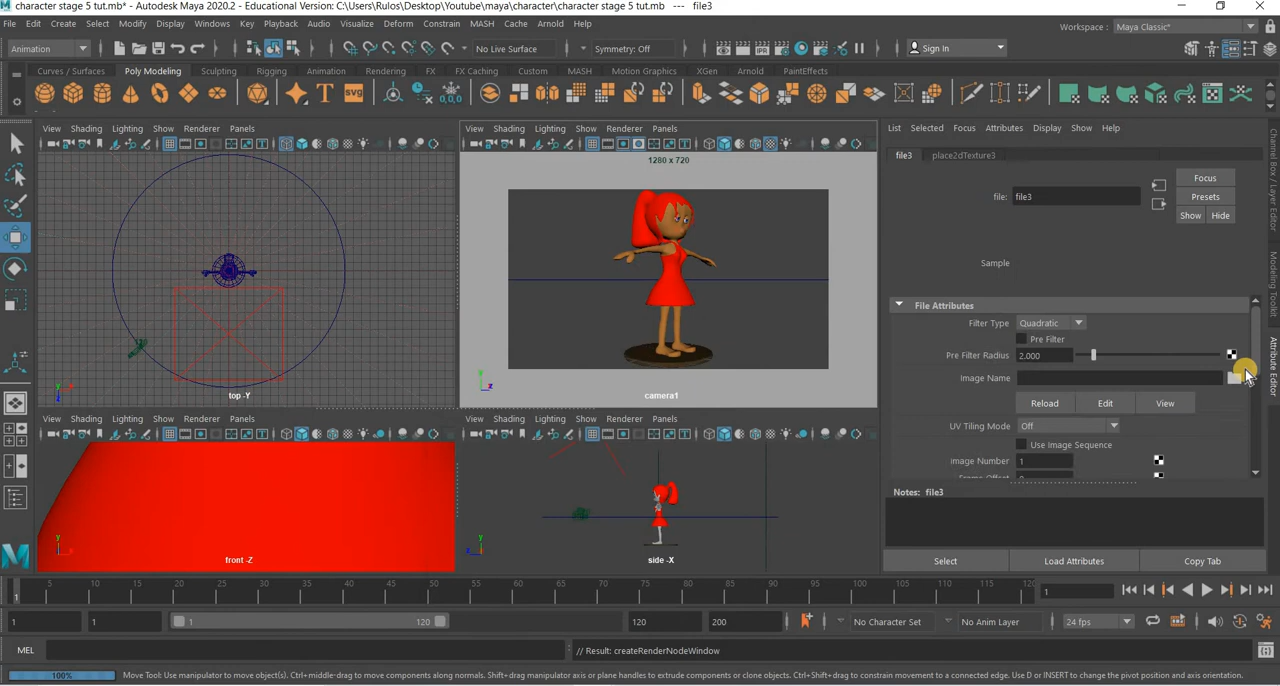 character stage 5 tut.mb* - Autodesk Maya 2020.2 - Educational Version: C:\Users\Rulos\Desktop\Youtube\maya\character\character stage 5 tut.mb --- file3
File Edit Create Select Modify Display Windows Key Playback Audio Visualize Deform Constrain MASH Cache Arnold Help
Workspace : Maya Classic*
Animation No Live Surface Symmetry: Off Sign In
Curves / Surfaces Poly Modeling Sculpting Rigging Animation Rendering FX FX Caching Custom MASH Motion Graphics XGen Arnold PaintEffects
View Shading Lighting Show Renderer Panels
top -Y
View Shading Lighting Show Renderer Panels
1280 x 720
camera1
View Shading Lighting Show Renderer Panels
front -Z
View Shading Lighting Show Renderer Panels
side -X
List Selected Focus Attributes Display Show Help
file3 place2dTexture3
file: file3
Focus
Presets
Show Hide
Sample
File Attributes
Filter Type Quadratic
Pre Filter
Pre Filter Radius 2.000
Image Name
Reload Edit View
UV Tiling Mode Off
Use Image Sequence
Image Number 1
Notes: file3
Select Load Attributes Copy Tab
Channel Box / Layer Editor
Modeling Toolkit
Attribute Editor
5 10 15 20 25 30 35 40 45 50 55 60 65 70 75 80 85 90 95 100 105 110 115 120
1 1
1 1 1 120 120 200 No Character Set No Anim Layer 24 fps
MEL // Result: createRenderNodeWindow
100% Move Tool: Use manipulator to move object(s). Ctrl+middle-drag to move components along normals. Shift+drag manipulator axis or plane handles to extrude components or clone objects. Ctrl+Shift+drag to constrain movement to a connected edge. Use D or INSERT to change the pivot position and axis orientation.